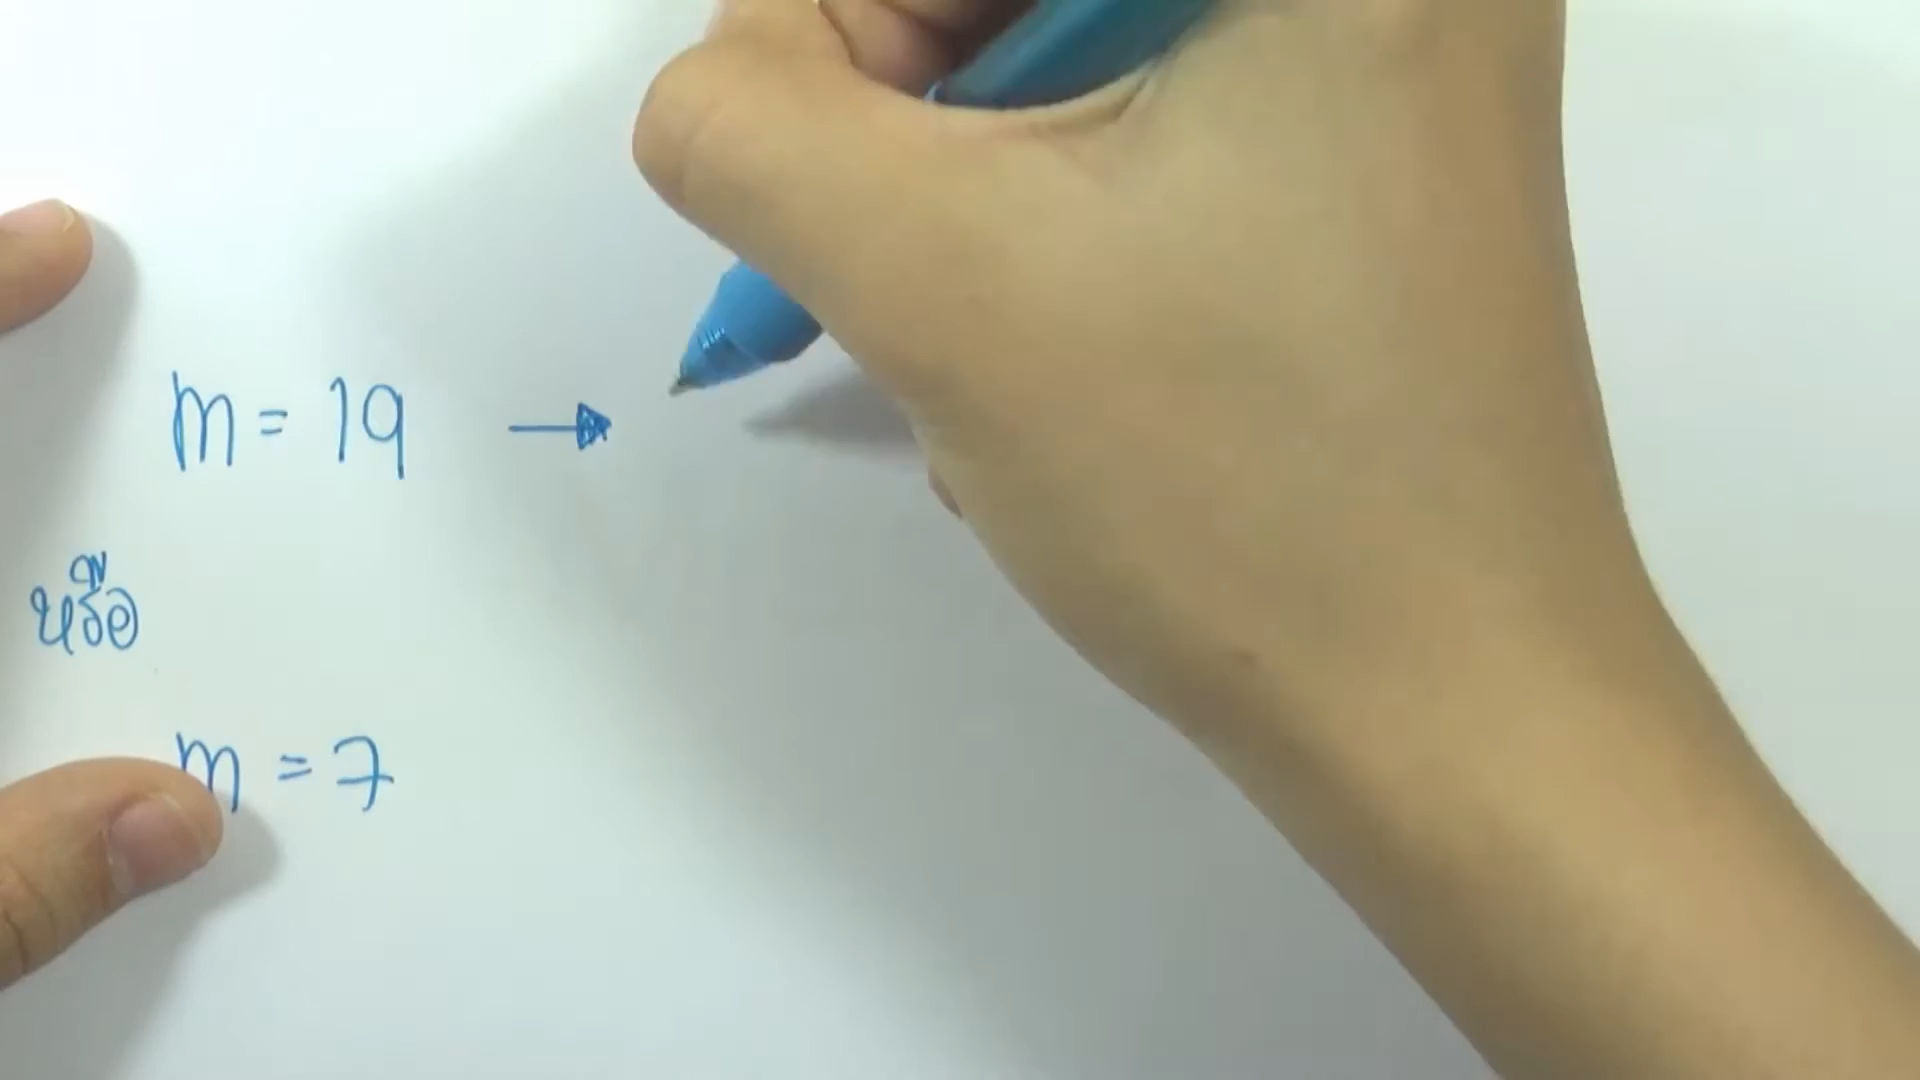 m = 19 →
หรือ
m = 7